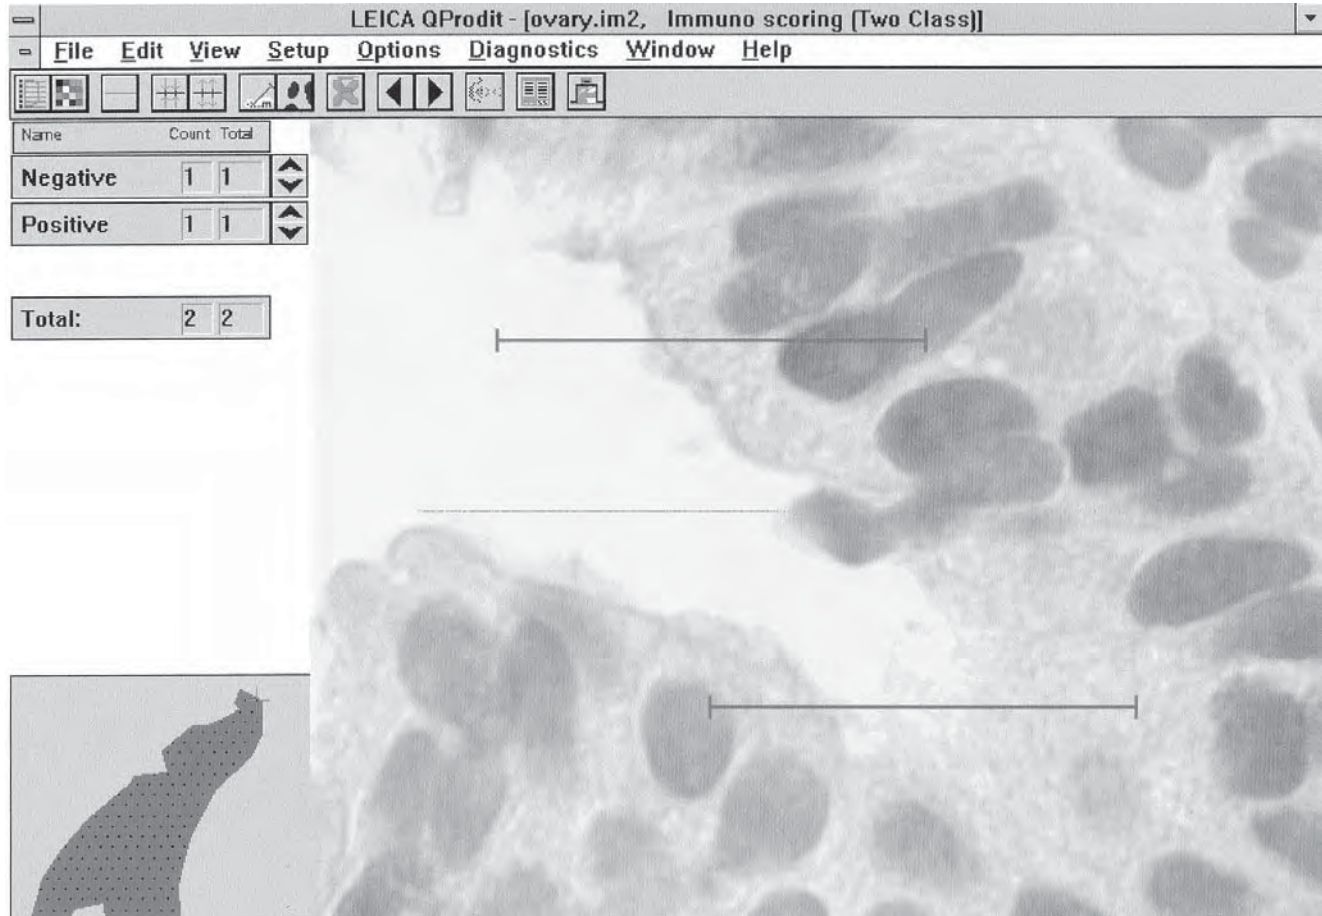 LEICA QProdit - [ovary.im2, Immuno scoring (Two Class)]
File Edit View Setup Options Diagnostics Window Help
Name Count Total
Negative 1 1
Positive 1 1
Total: 2 2